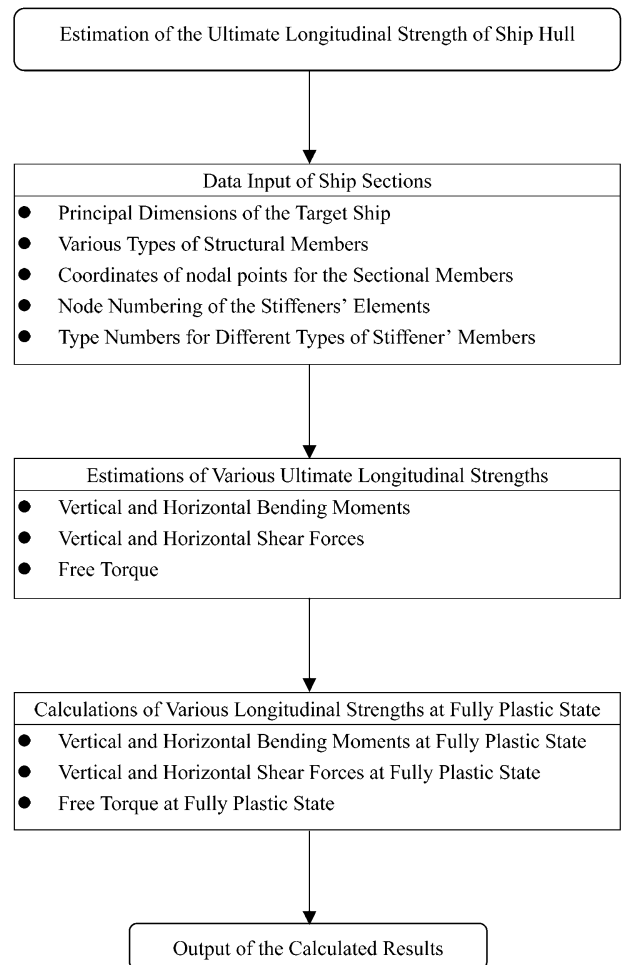 Estimation of the Ultimate Longitudinal Strength of Ship Hull
Data Input of Ship Sections
● Principal Dimensions of the Target Ship
● Various Types of Structural Members
● Coordinates of nodal points for the Sectional Members
● Node Numbering of the Stiffeners’ Elements
● Type Numbers for Different Types of Stiffener’ Members
Estimations of Various Ultimate Longitudinal Strengths
● Vertical and Horizontal Bending Moments
● Vertical and Horizontal Shear Forces
● Free Torque
Calculations of Various Longitudinal Strengths at Fully Plastic State
● Vertical and Horizontal Bending Moments at Fully Plastic State
● Vertical and Horizontal Shear Forces at Fully Plastic State
● Free Torque at Fully Plastic State
Output of the Calculated Results